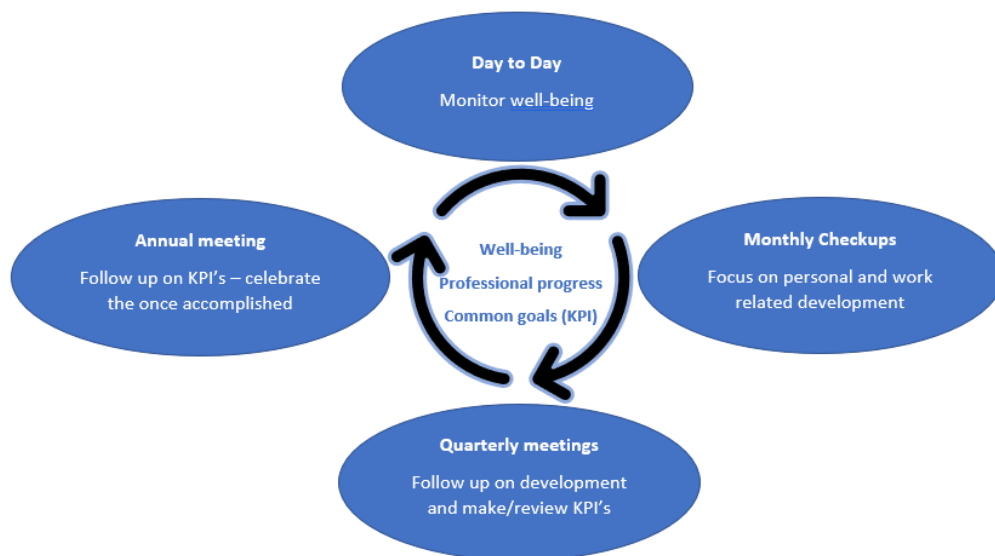 Day to Day
Monitor well-being
Annual meeting
Follow up on KPI's – celebrate
the once accomplished
Well-being
Professional progress
Common goals (KPI)
Monthly Checkups
Focus on personal and work
related development
Quarterly meetings
Follow up on development
and make/review KPI's